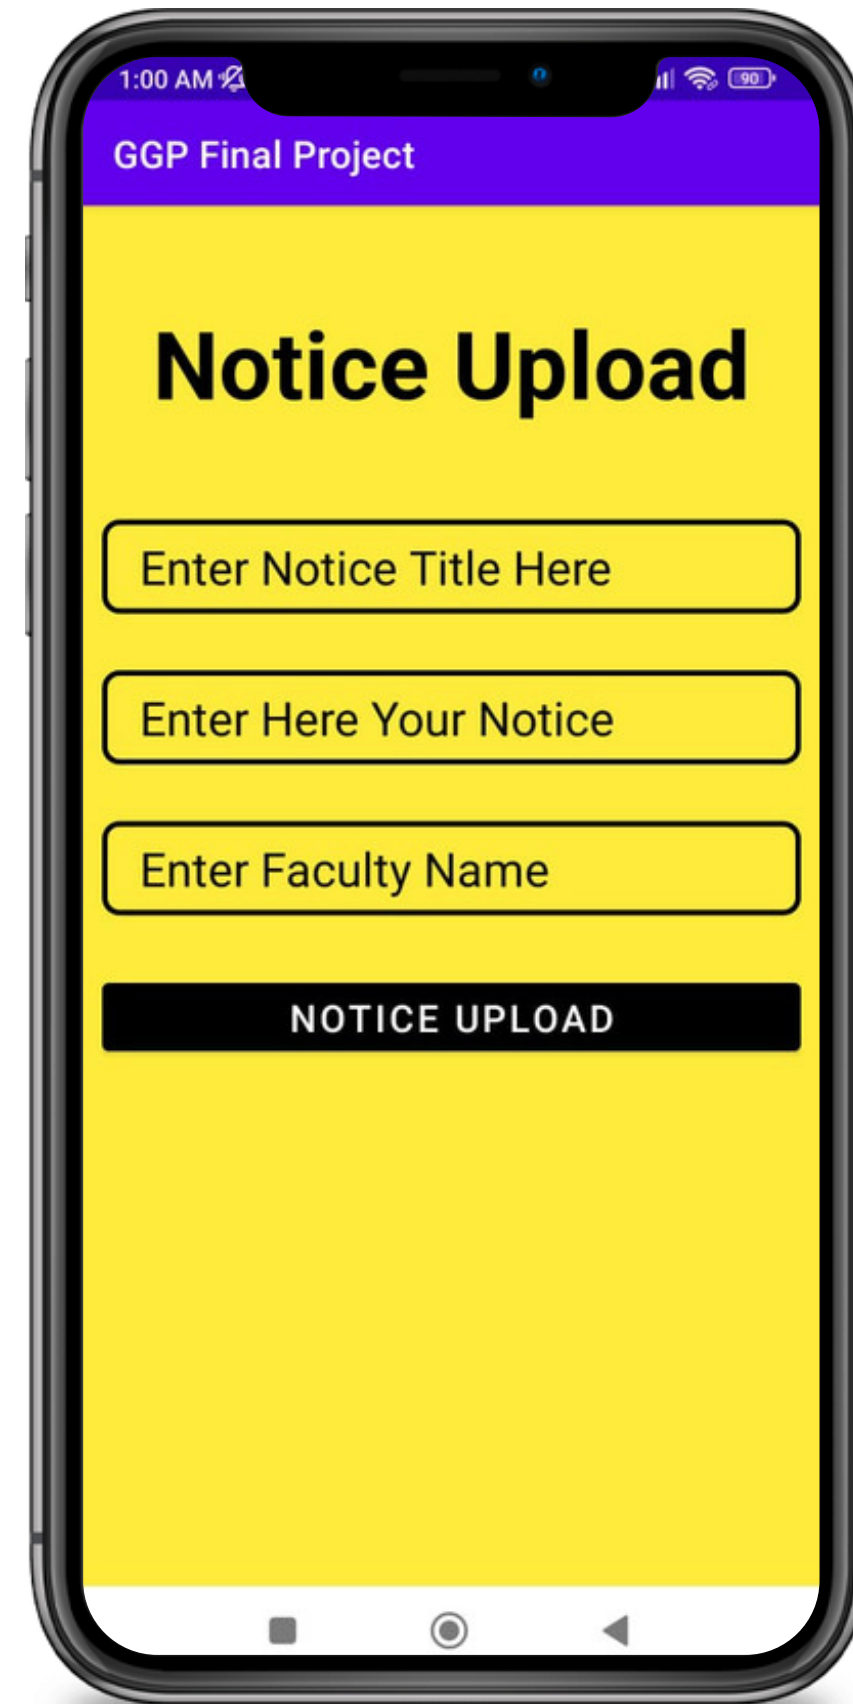 1:00 AM
90
GGP Final Project
Notice Upload
Enter Notice Title Here
Enter Here Your Notice
Enter Faculty Name
NOTICE UPLOAD